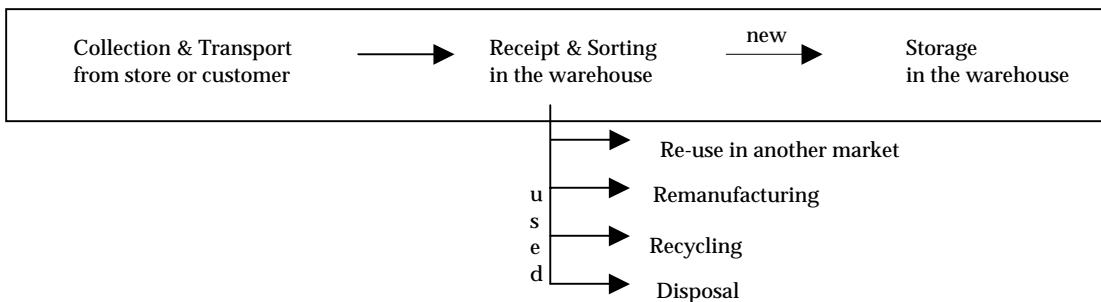 Collection & Transport
from store or customer
Receipt & Sorting
in the warehouse
new
Storage
in the warehouse
used
Re-use in another market
Remanufacturing
Recycling
Disposal